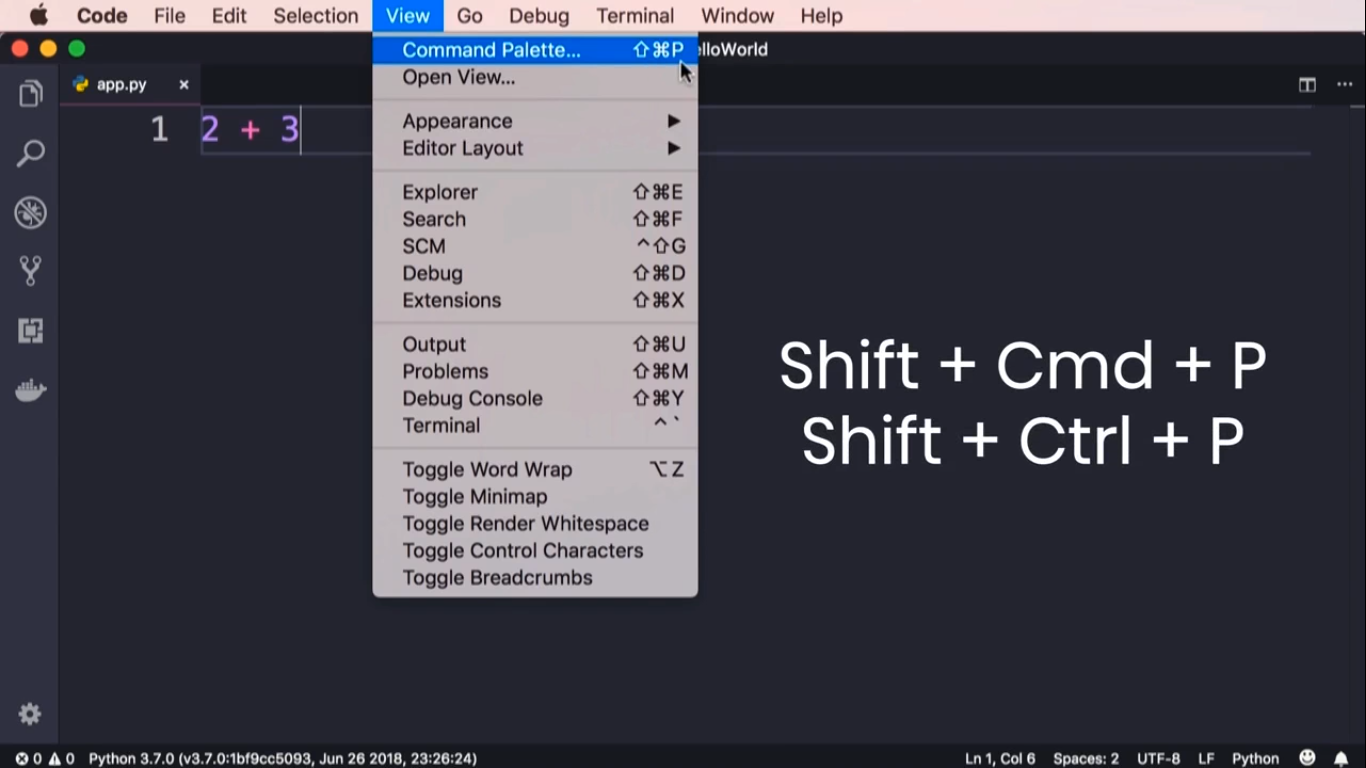 Code File Edit Selection View Go Debug Terminal Window Help
Command Palette... ⇧⌘P
elloWorld
Open View...
app.py ×
1 2 + 3
Appearance ▶
Editor Layout ▶
Explorer ⇧⌘E
Search ⇧⌘F
SCM ^⇧G
Debug ⇧⌘D
Extensions ⇧⌘X
Output ⇧⌘U
Problems ⇧⌘M
Debug Console ⇧⌘Y
Terminal ^`
Toggle Word Wrap ⌥Z
Toggle Minimap
Toggle Render Whitespace
Toggle Control Characters
Toggle Breadcrumbs
Shift + Cmd + P
Shift + Ctrl + P
0 0 Python 3.7.0 (v3.7.0:1bf9cc5093, Jun 26 2018, 23:26:24) Ln 1, Col 6 Spaces: 2 UTF-8 LF Python